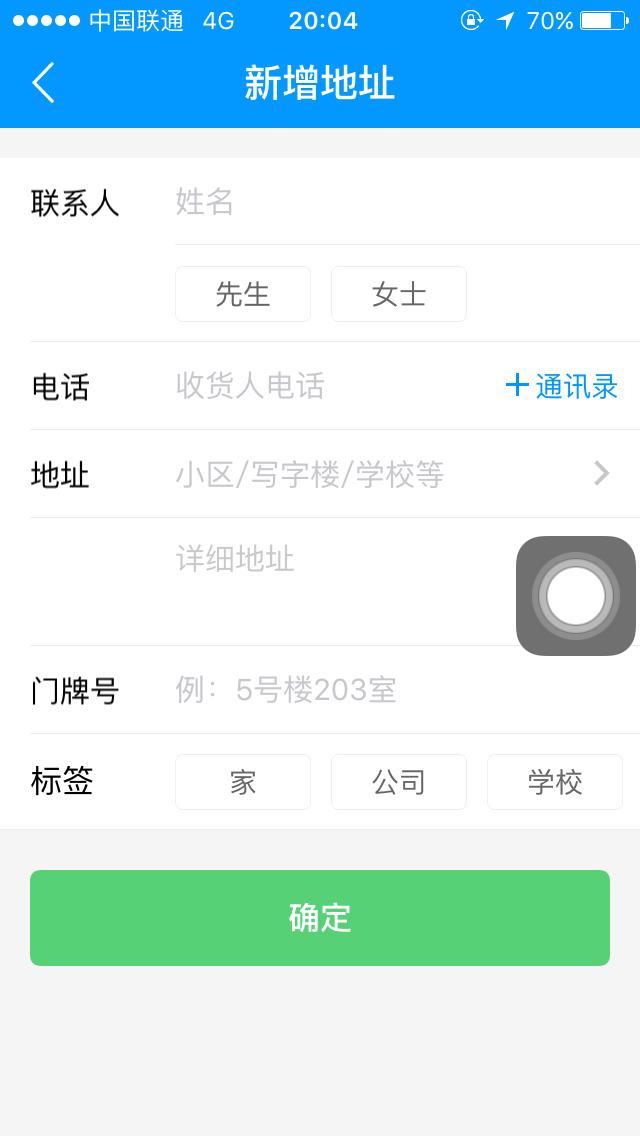 中国联通 4G 20:04 70%
新增地址
联系人 姓名
先生 女士
电话 收货人电话 +通讯录
地址 小区/写字楼/学校等
详细地址
门牌号 例：5号楼203室
标签 家 公司 学校
确定